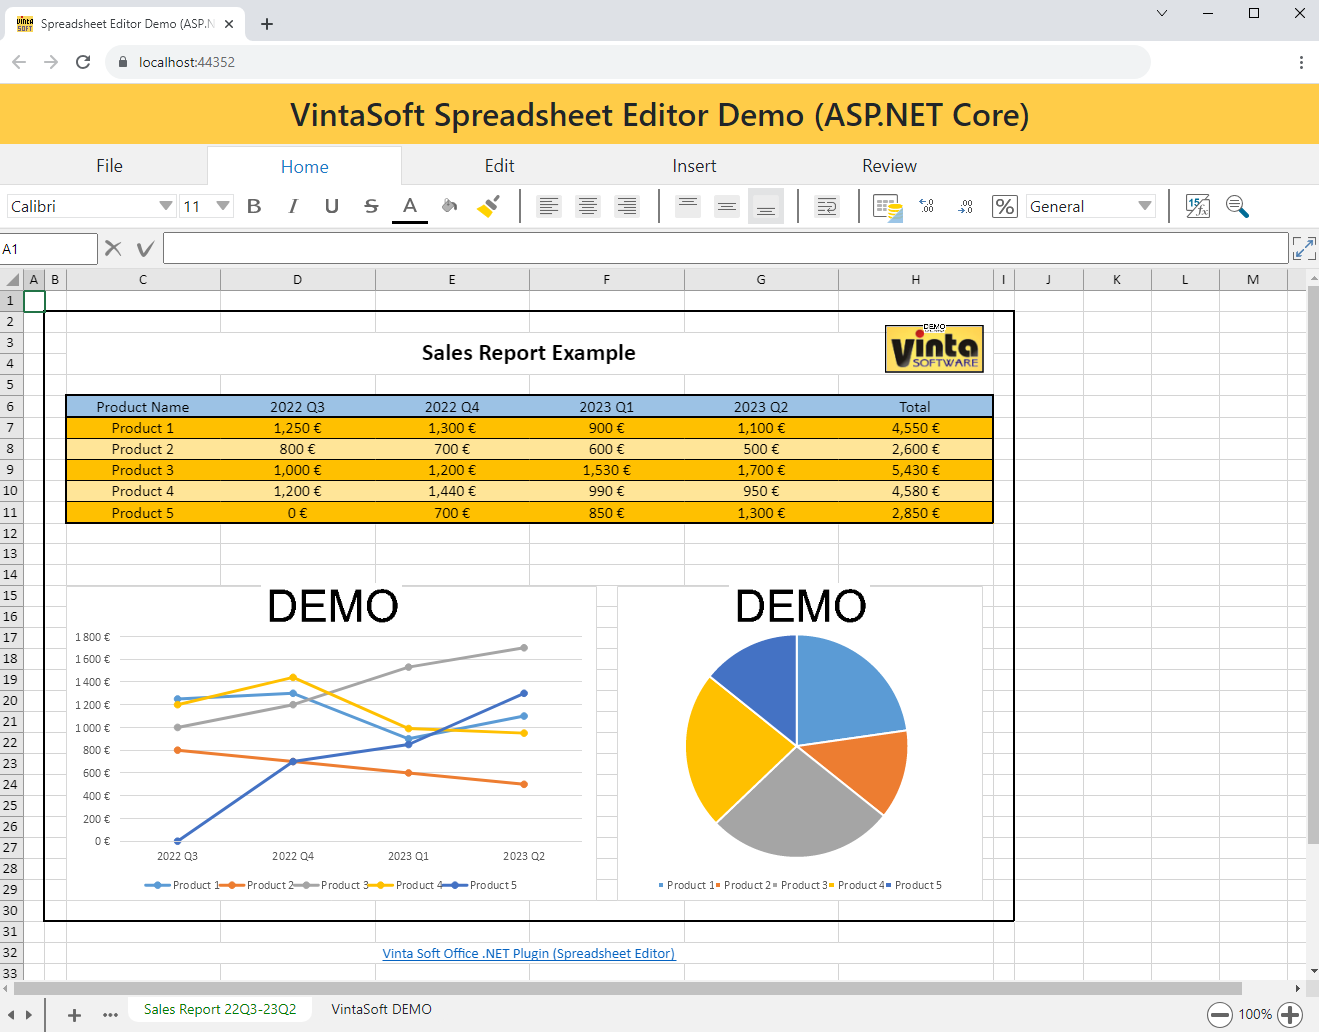 Spreadsheet Editor Demo (ASP.N
localhost:44352
VintaSoft Spreadsheet Editor Demo (ASP.NET Core)
File Home Edit Insert Review
Calibri 11 B I U S A General
A1
A B C D E F G H I J K L M
1
2
3
4
5
6
7
8
9
10
11
12
13
14
15
16
17
18
19
20
21
22
23
24
25
26
27
28
29
30
31
32
33
DEMO
Vinta
SOFTWARE
Sales Report Example
Product Name 2022 Q3 2022 Q4 2023 Q1 2023 Q2 Total
Product 1 1,250 € 1,300 € 900 € 1,100 € 4,550 €
Product 2 800 € 700 € 600 € 500 € 2,600 €
Product 3 1,000 € 1,200 € 1,530 € 1,700 € 5,430 €
Product 4 1,200 € 1,440 € 990 € 950 € 4,580 €
Product 5 0 € 700 € 850 € 1,300 € 2,850 €
DEMO
1 800 €
1 600 €
1 400 €
1 200 €
1 000 €
800 €
600 €
400 €
200 €
0 €
2022 Q3 2022 Q4 2023 Q1 2023 Q2
Product 1 Product 2 Product 3 Product 4 Product 5
DEMO
Product 1 Product 2 Product 3 Product 4 Product 5
Vinta Soft Office .NET Plugin (Spreadsheet Editor)
Sales Report 22Q3-23Q2 VintaSoft DEMO
100%